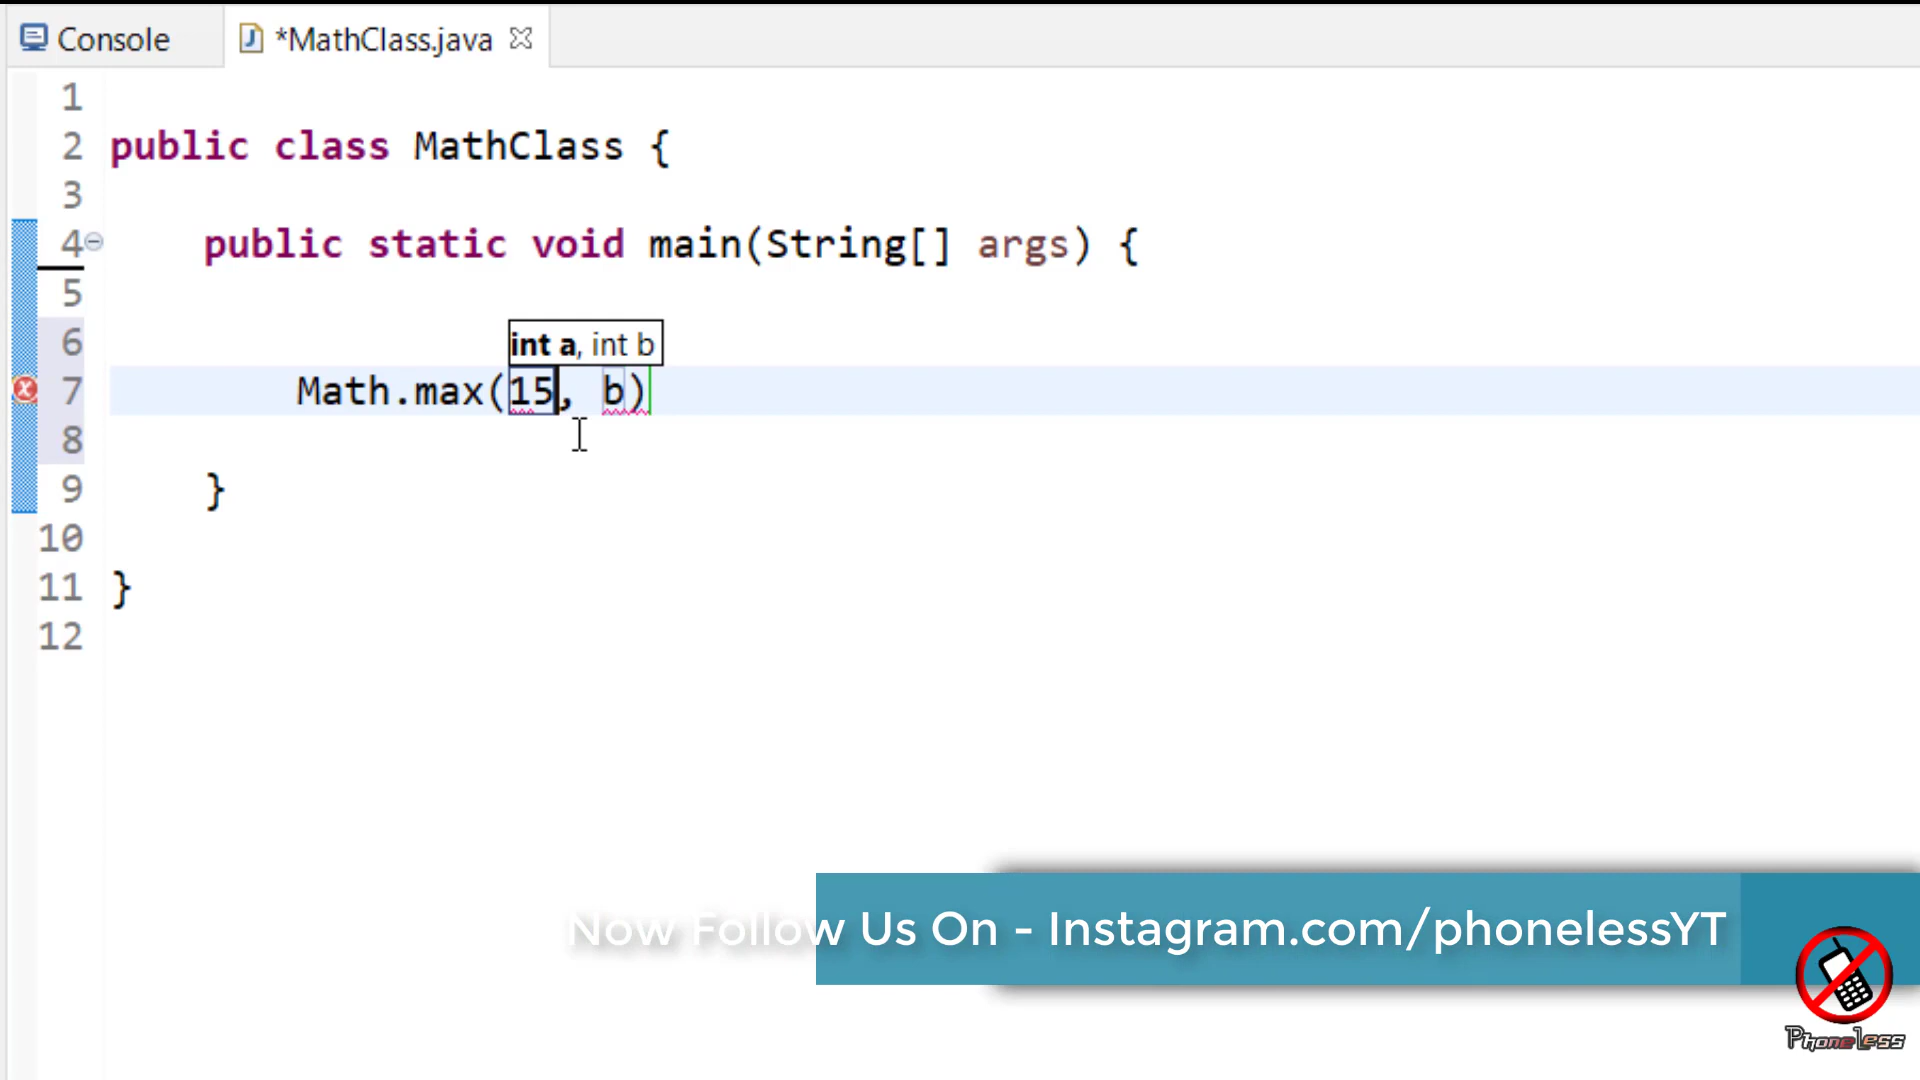 Console
*MathClass.java
1
2 public class MathClass {
3
4 public static void main(String[] args) {
5
int a, int b
6
7 Math.max(15, b)
8
9 }
10
11 }
12
Now Follow Us On - Instagram.com/phonelessYT
Phoneless